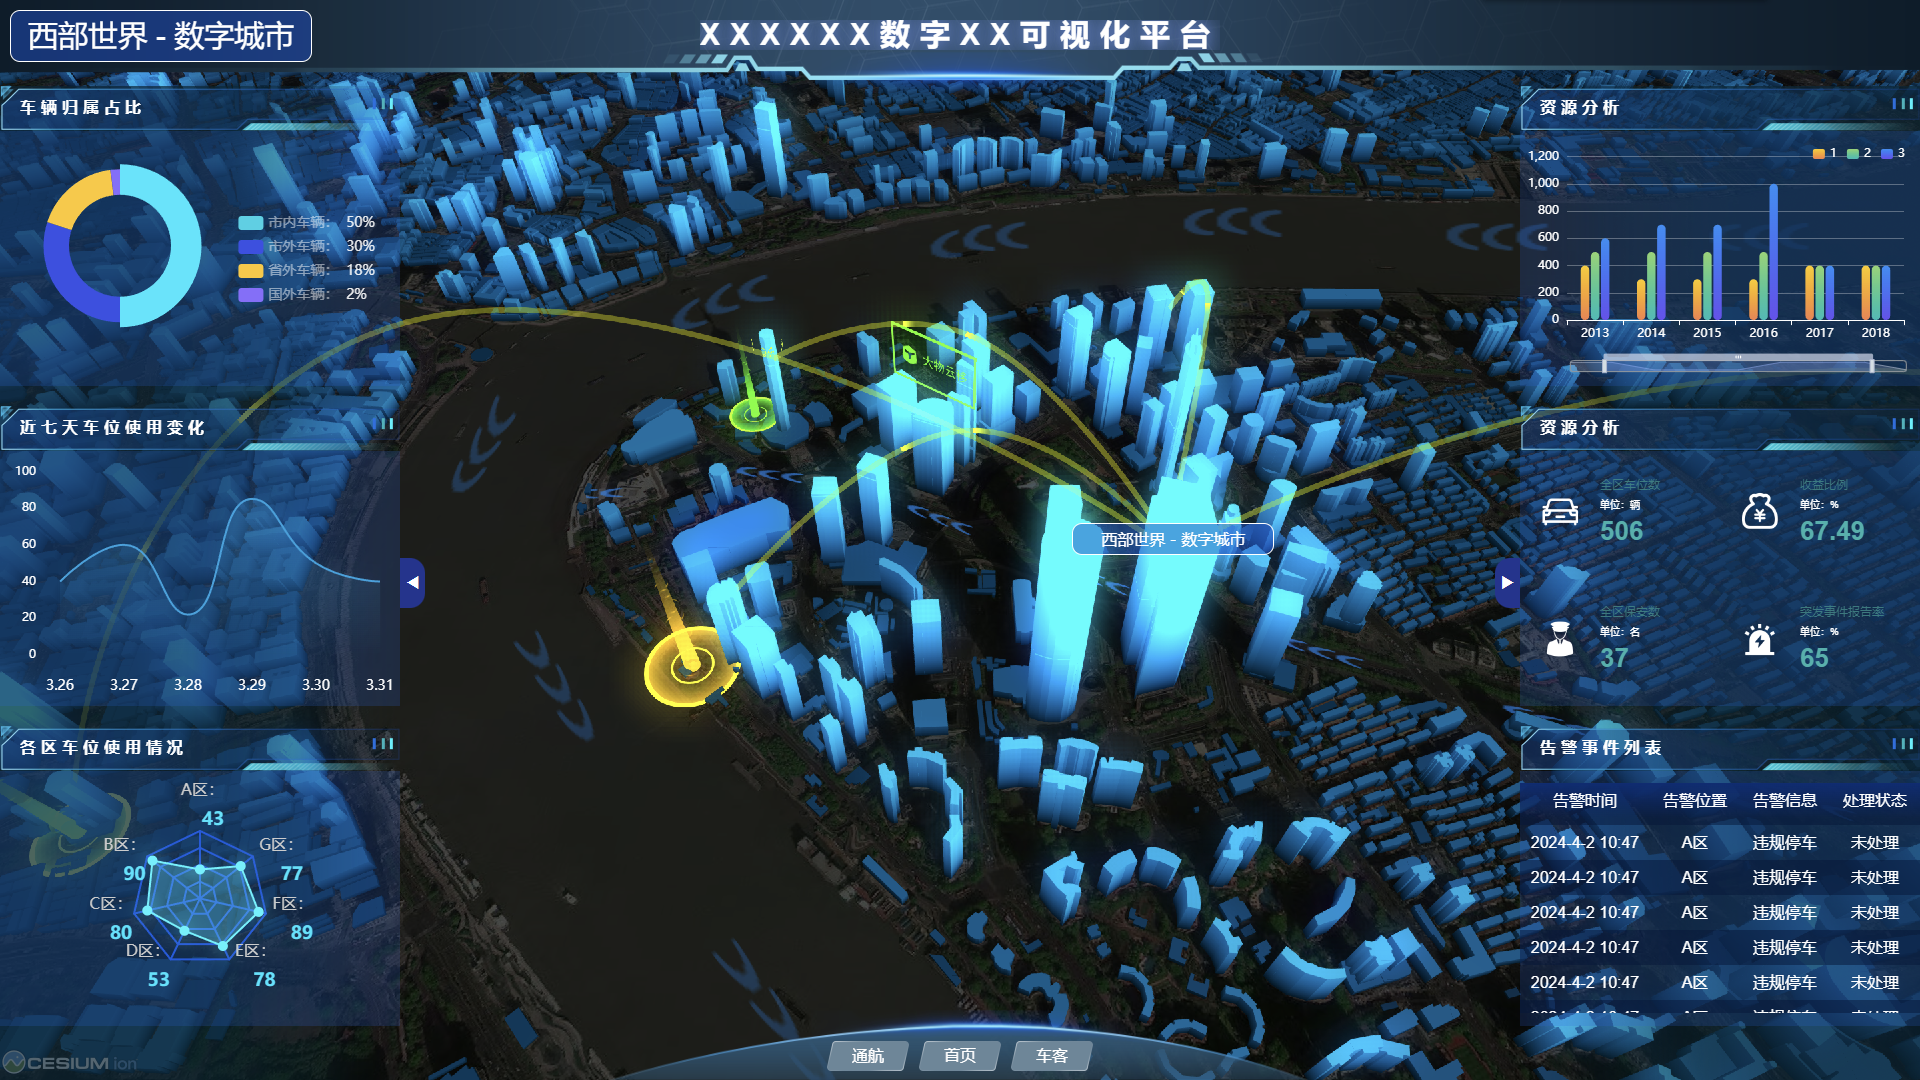 西部世界 - 数字城市
XXXXXX数字XX可视化平台
车辆归属占比
市内车辆： 50%
市外车辆： 30%
省外车辆： 18%
国外车辆： 2%
近七天车位使用变化
100
80
60
40
20
0
3.26 3.27 3.28 3.29 3.30 3.31
各区车位使用情况
A区：
43
B区：
90
G区：
77
C区：
80
F区：
89
D区：
53
E区：
78
CESIUM ion
西部世界 - 数字城市
通航 首页 车客
资源分析
1 2 3
1,200
1,000
800
600
400
200
0
2013 2014 2015 2016 2017 2018
资源分析
全区车位数
单位：辆
506
收益比例
单位：%
67.49
全区保安数
单位：名
37
突发事件报告率
单位：%
65
告警事件列表
告警时间 告警位置 告警信息 处理状态
2024-4-2 10:47 A区 违规停车 未处理
2024-4-2 10:47 A区 违规停车 未处理
2024-4-2 10:47 A区 违规停车 未处理
2024-4-2 10:47 A区 违规停车 未处理
2024-4-2 10:47 A区 违规停车 未处理